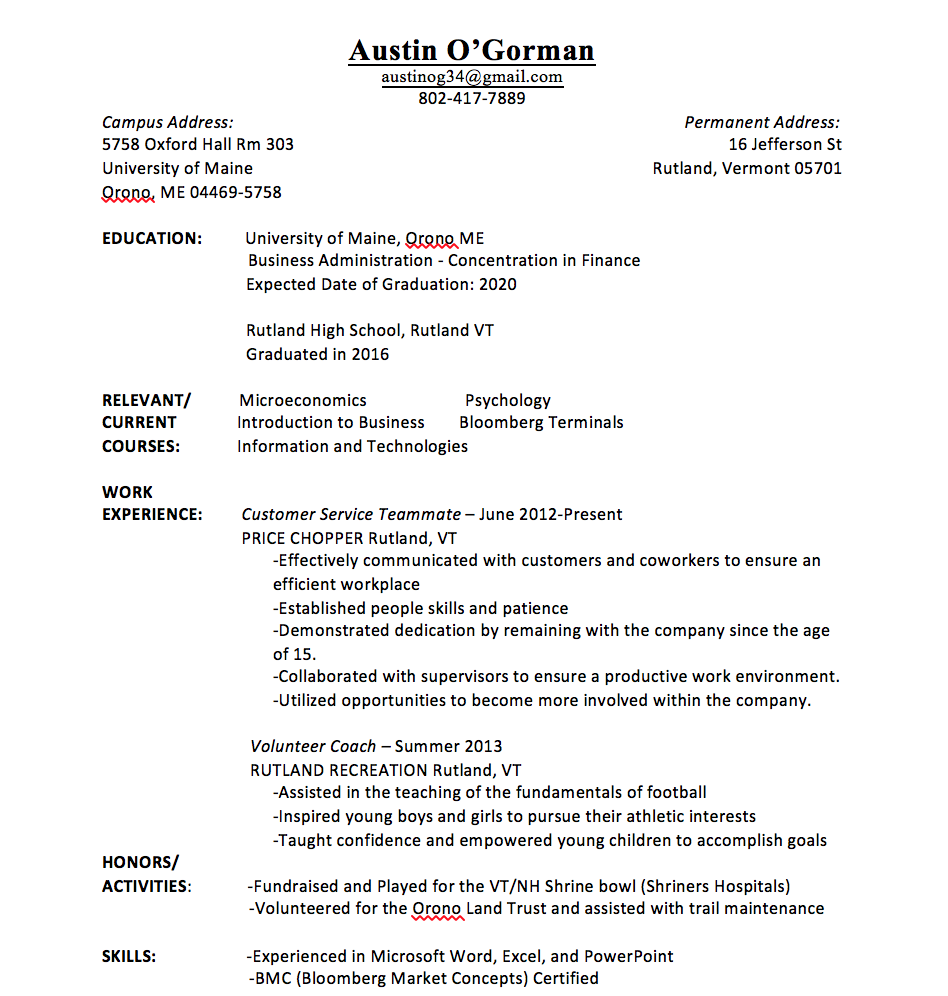 Austin O’Gorman
austinog34@gmail.com
802-417-7889
Campus Address: Permanent Address:
5758 Oxford Hall Rm 303 16 Jefferson St
University of Maine Rutland, Vermont 05701
Orono, ME 04469-5758
EDUCATION: University of Maine, Orono ME
Business Administration - Concentration in Finance
Expected Date of Graduation: 2020
Rutland High School, Rutland VT
Graduated in 2016
RELEVANT/ Microeconomics Psychology
CURRENT Introduction to Business Bloomberg Terminals
COURSES: Information and Technologies
WORK
EXPERIENCE: Customer Service Teammate – June 2012-Present
PRICE CHOPPER Rutland, VT
-Effectively communicated with customers and coworkers to ensure an
efficient workplace
-Established people skills and patience
-Demonstrated dedication by remaining with the company since the age
of 15.
-Collaborated with supervisors to ensure a productive work environment.
-Utilized opportunities to become more involved within the company.
Volunteer Coach – Summer 2013
RUTLAND RECREATION Rutland, VT
-Assisted in the teaching of the fundamentals of football
-Inspired young boys and girls to pursue their athletic interests
-Taught confidence and empowered young children to accomplish goals
HONORS/
ACTIVITIES: -Fundraised and Played for the VT/NH Shrine bowl (Shriners Hospitals)
-Volunteered for the Orono Land Trust and assisted with trail maintenance
SKILLS: -Experienced in Microsoft Word, Excel, and PowerPoint
-BMC (Bloomberg Market Concepts) Certified